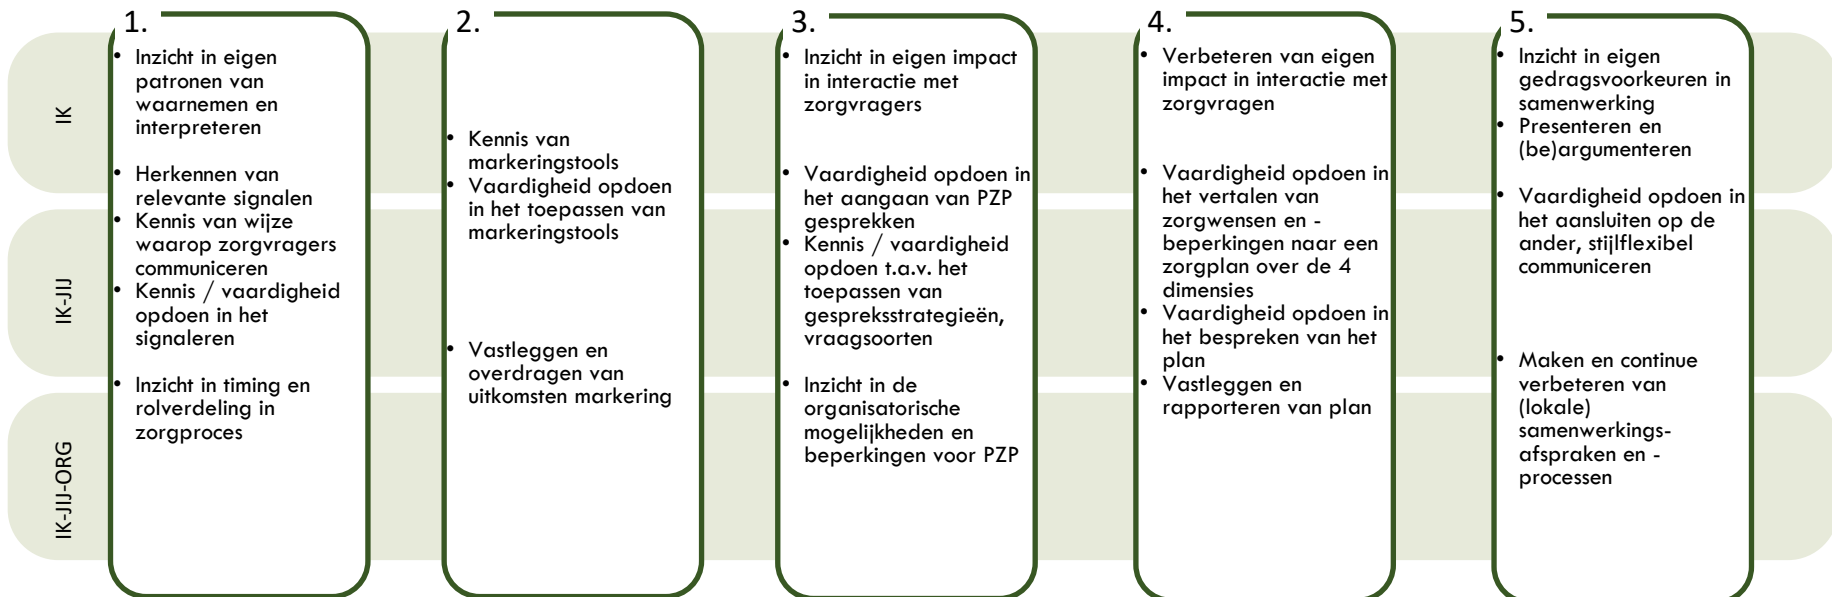 IK
IK-JIJ
IK-JIJ-ORG
1.
• Inzicht in eigen
patronen van
waarnemen en
interpreteren
• Herkennen van
relevante signalen
• Kennis van wijze
waarop zorgvragers
communiceren
• Kennis / vaardigheid
opdoen in het
signaleren
• Inzicht in timing en
rolverdeling in
zorgproces
2.
• Kennis van
markeringstools
• Vaardigheid opdoen
in het toepassen van
markeringstools
• Vastleggen en
overdragen van
uitkomsten markering
3.
• Inzicht in eigen impact
in interactie met
zorgvragers
• Vaardigheid opdoen in
het aangaan van PZP
gesprekken
• Kennis / vaardigheid
opdoen t.a.v. het
toepassen van
gespreksstrategieën,
vraagsoorten
• Inzicht in de
organisatorische
mogelijkheden en
beperkingen voor PZP
4.
• Verbeteren van eigen
impact in interactie met
zorgvragen
• Vaardigheid opdoen in
het vertalen van
zorgwensen en -
beperkingen naar een
zorgplan over de 4
dimensies
• Vaardigheid opdoen in
het bespreken van het
plan
• Vastleggen en
rapporteren van plan
5.
• Inzicht in eigen
gedragsvoorkeuren in
samenwerking
• Presenteren en
(be)argumenteren
• Vaardigheid opdoen in
het aansluiten op de
ander, stijlflexibel
communiceren
• Maken en continue
verbeteren van
(lokale)
samenwerkings-
afspraken en -
processen